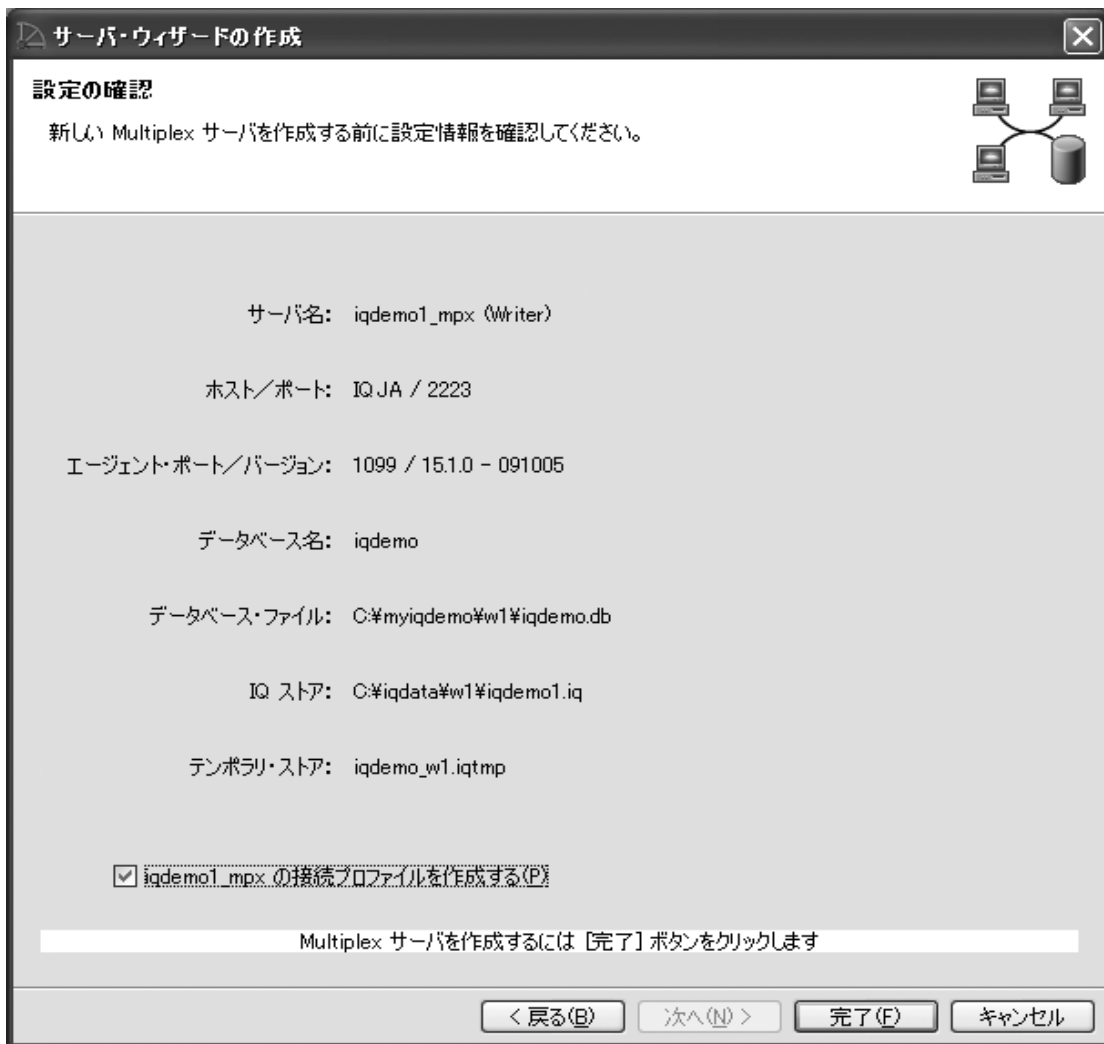 サーバ・ウィザードの作成
設定の確認
新しい Multiplex サーバを作成する前に設定情報を確認してください。
サーバ名: iqdemo1_mpx (Writer)
ホスト／ポート: IQJA / 2223
エージェント・ポート／バージョン: 1099 / 15.1.0 - 091005
データベース名: iqdemo
データベース・ファイル: C:¥myiqdemo¥w1¥iqdemo.db
IQ ストア: C:¥iqdata¥w1¥iqdemo1.iq
テンポラリ・ストア: iqdemo_w1.iqtmp
iqdemo1_mpx の接続プロファイルを作成する(P)
Multiplex サーバを作成するには [完了] ボタンをクリックします
< 戻る(B) 次へ(N) > 完了(F) キャンセル